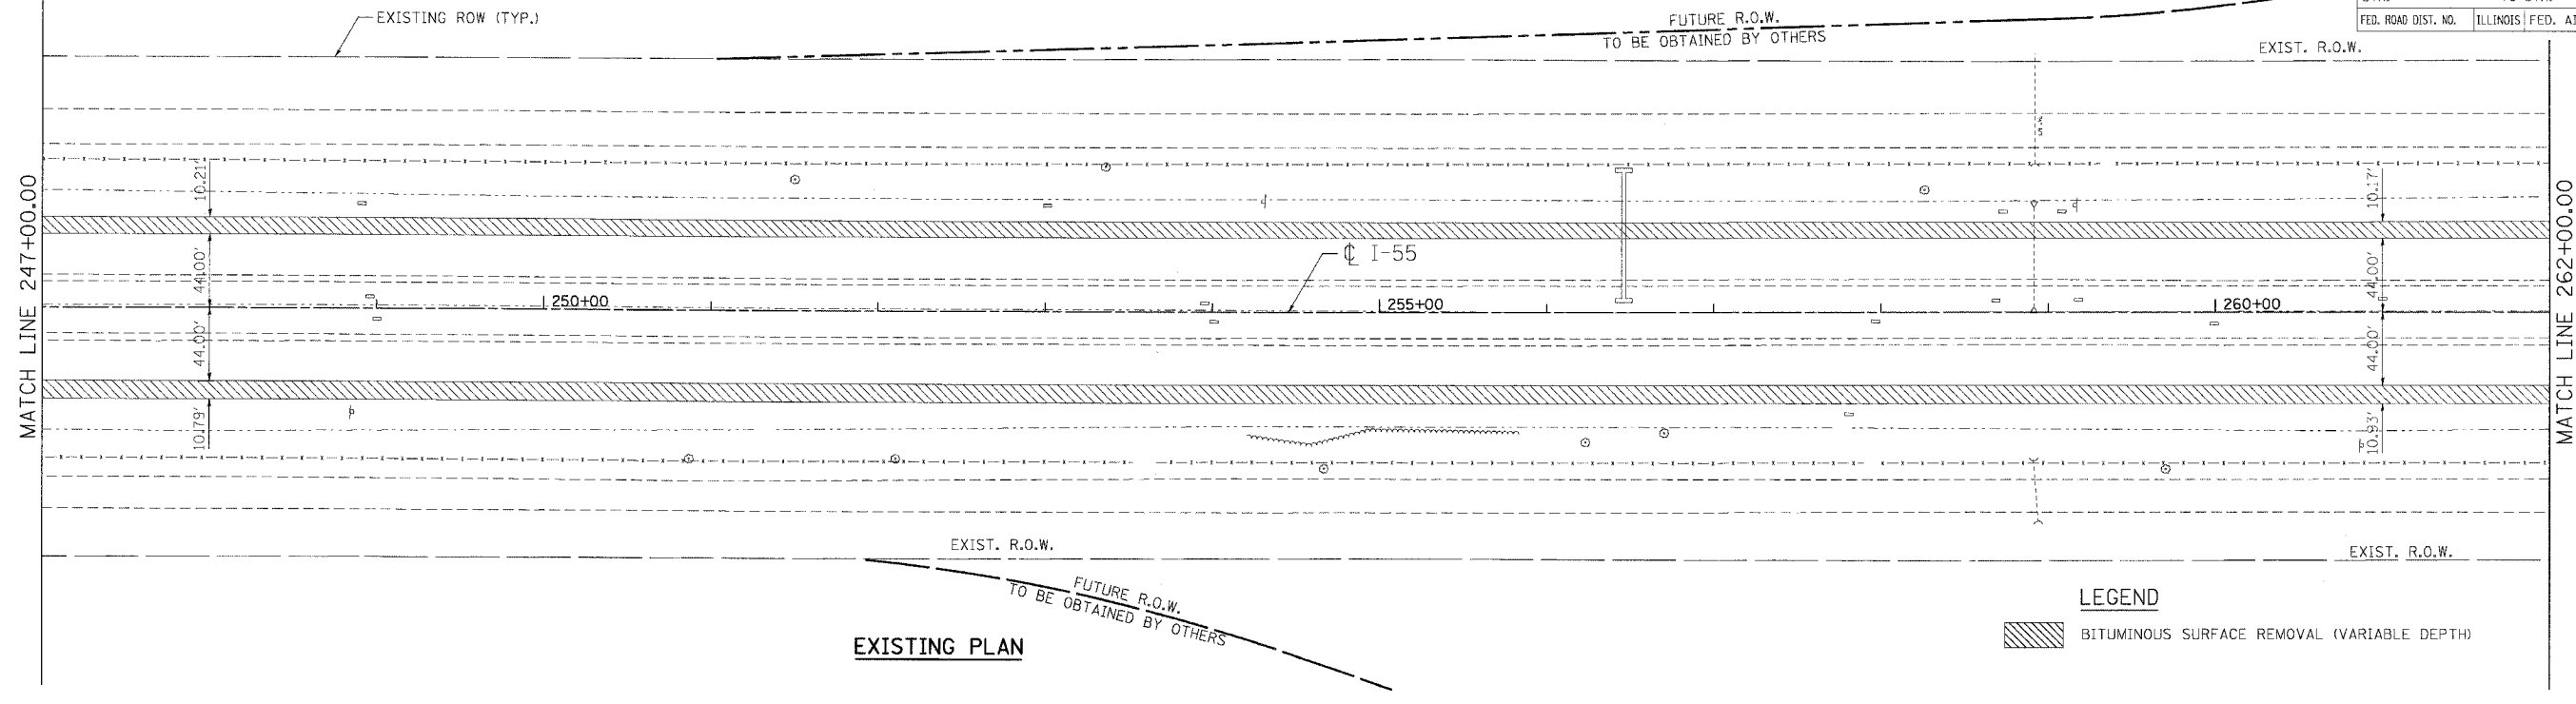 EXISTING ROW (TYP.)
FUTURE R.O.W.
TO BE OBTAINED BY OTHERS
FED. ROAD DIST. NO. ILLINOIS FED. AI
EXIST. R.O.W.
MATCH LINE 247+00.00
10.21'
44.00'
44.00'
10.79'
250+00
℄ I-55
255+00
260+00
10.17'
44.00'
44.00'
10.93'
MATCH LINE 262+00.00
EXIST. R.O.W.
EXIST. R.O.W.
FUTURE R.O.W.
TO BE OBTAINED BY OTHERS
EXISTING PLAN
LEGEND
BITUMINOUS SURFACE REMOVAL (VARIABLE DEPTH)